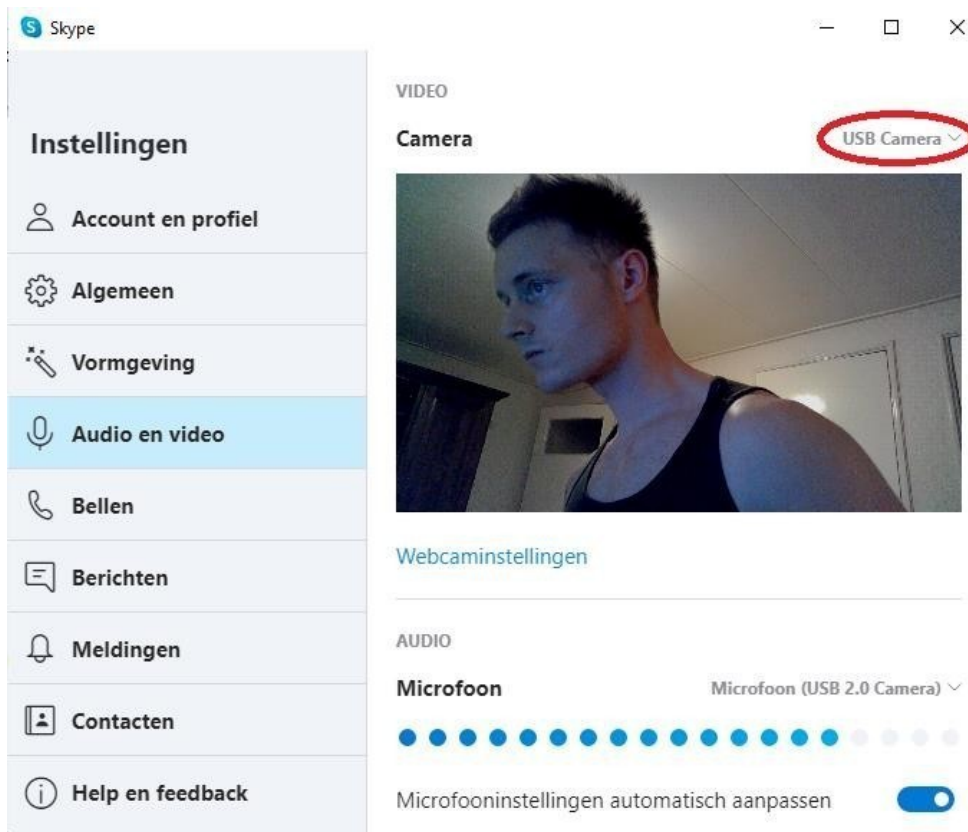 Skype
Instellingen
Account en profiel
Algemeen
Vormgeving
Audio en video
Bellen
Berichten
Meldingen
Contacten
Help en feedback
VIDEO
Camera USB Camera
Webcaminstellingen
AUDIO
Microfoon Microfoon (USB 2.0 Camera)
Microfooninstellingen automatisch aanpassen